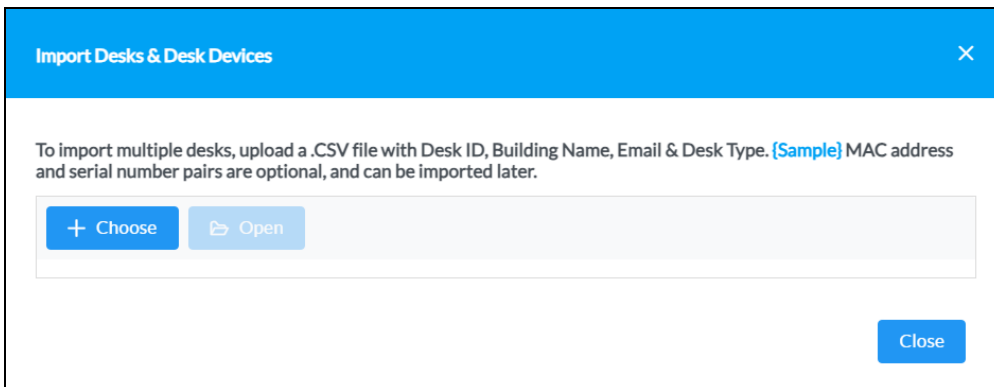 Import Desks & Desk Devices
To import multiple desks, upload a .CSV file with Desk ID, Building Name, Email & Desk Type. {Sample} MAC address
and serial number pairs are optional, and can be imported later.
Choose
Open
Close